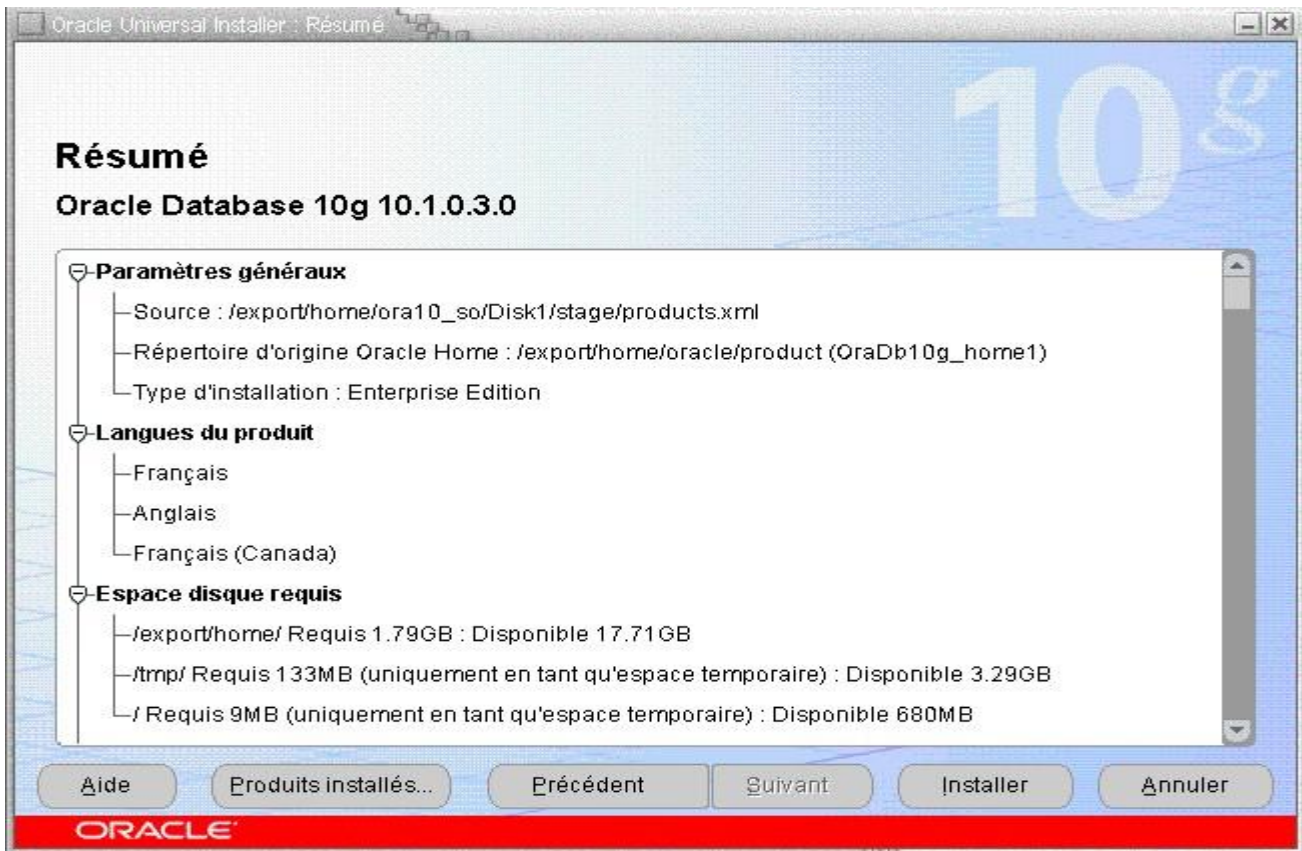 Oracle Universal Installer : Résumé
10g
Résumé
Oracle Database 10g 10.1.0.3.0
Paramètres généraux
Source : /export/home/ora10_so/Disk1/stage/products.xml
Répertoire d'origine Oracle Home : /export/home/oracle/product (OraDb10g_home1)
Type d'installation : Enterprise Edition
Langues du produit
Français
Anglais
Français (Canada)
Espace disque requis
/export/home/ Requis 1.79GB : Disponible 17.71GB
/tmp/ Requis 133MB (uniquement en tant qu'espace temporaire) : Disponible 3.29GB
/ Requis 9MB (uniquement en tant qu'espace temporaire) : Disponible 680MB
Aide Produits installés... Précédent Suivant Installer Annuler
ORACLE